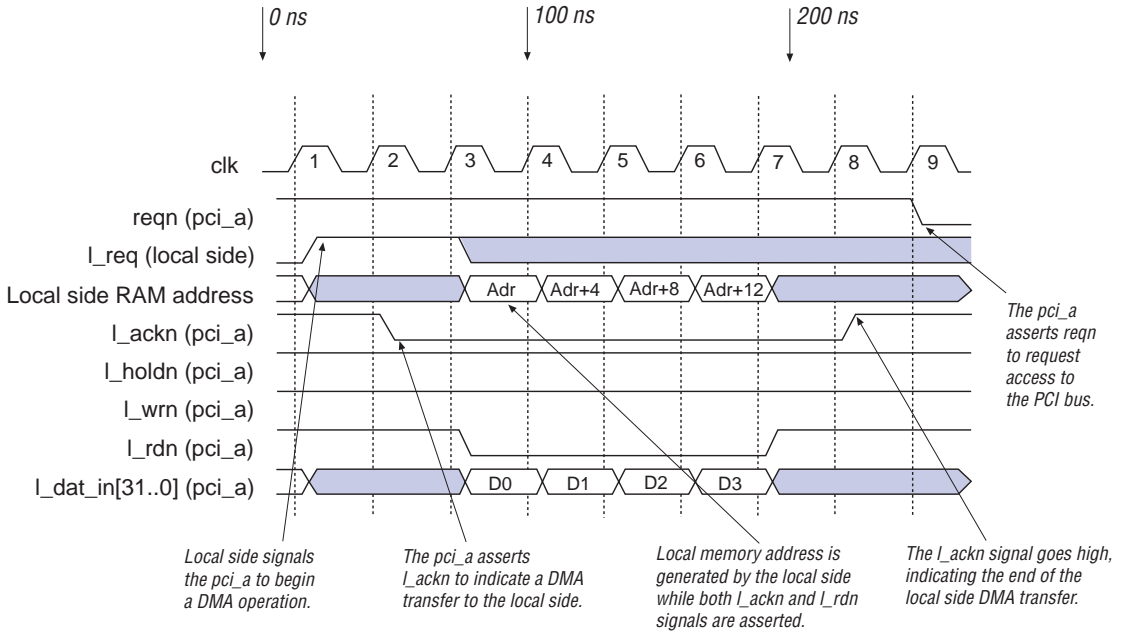 0 ns
100 ns
200 ns
clk
1
2
3
4
5
6
7
8
9
reqn (pci_a)
l_req (local side)
Local side RAM address
Adr
Adr+4
Adr+8
Adr+12
l_ackn (pci_a)
l_holdn (pci_a)
l_wrn (pci_a)
l_rdn (pci_a)
l_dat_in[31..0] (pci_a)
D0
D1
D2
D3
The pci_a
asserts reqn
to request
access to
the PCI bus.
Local side signals
the pci_a to begin
a DMA operation.
The pci_a asserts
l_ackn to indicate a DMA
transfer to the local side.
Local memory address is
generated by the local side
while both l_ackn and l_rdn
signals are asserted.
The l_ackn signal goes high,
indicating the end of the
local side DMA transfer.